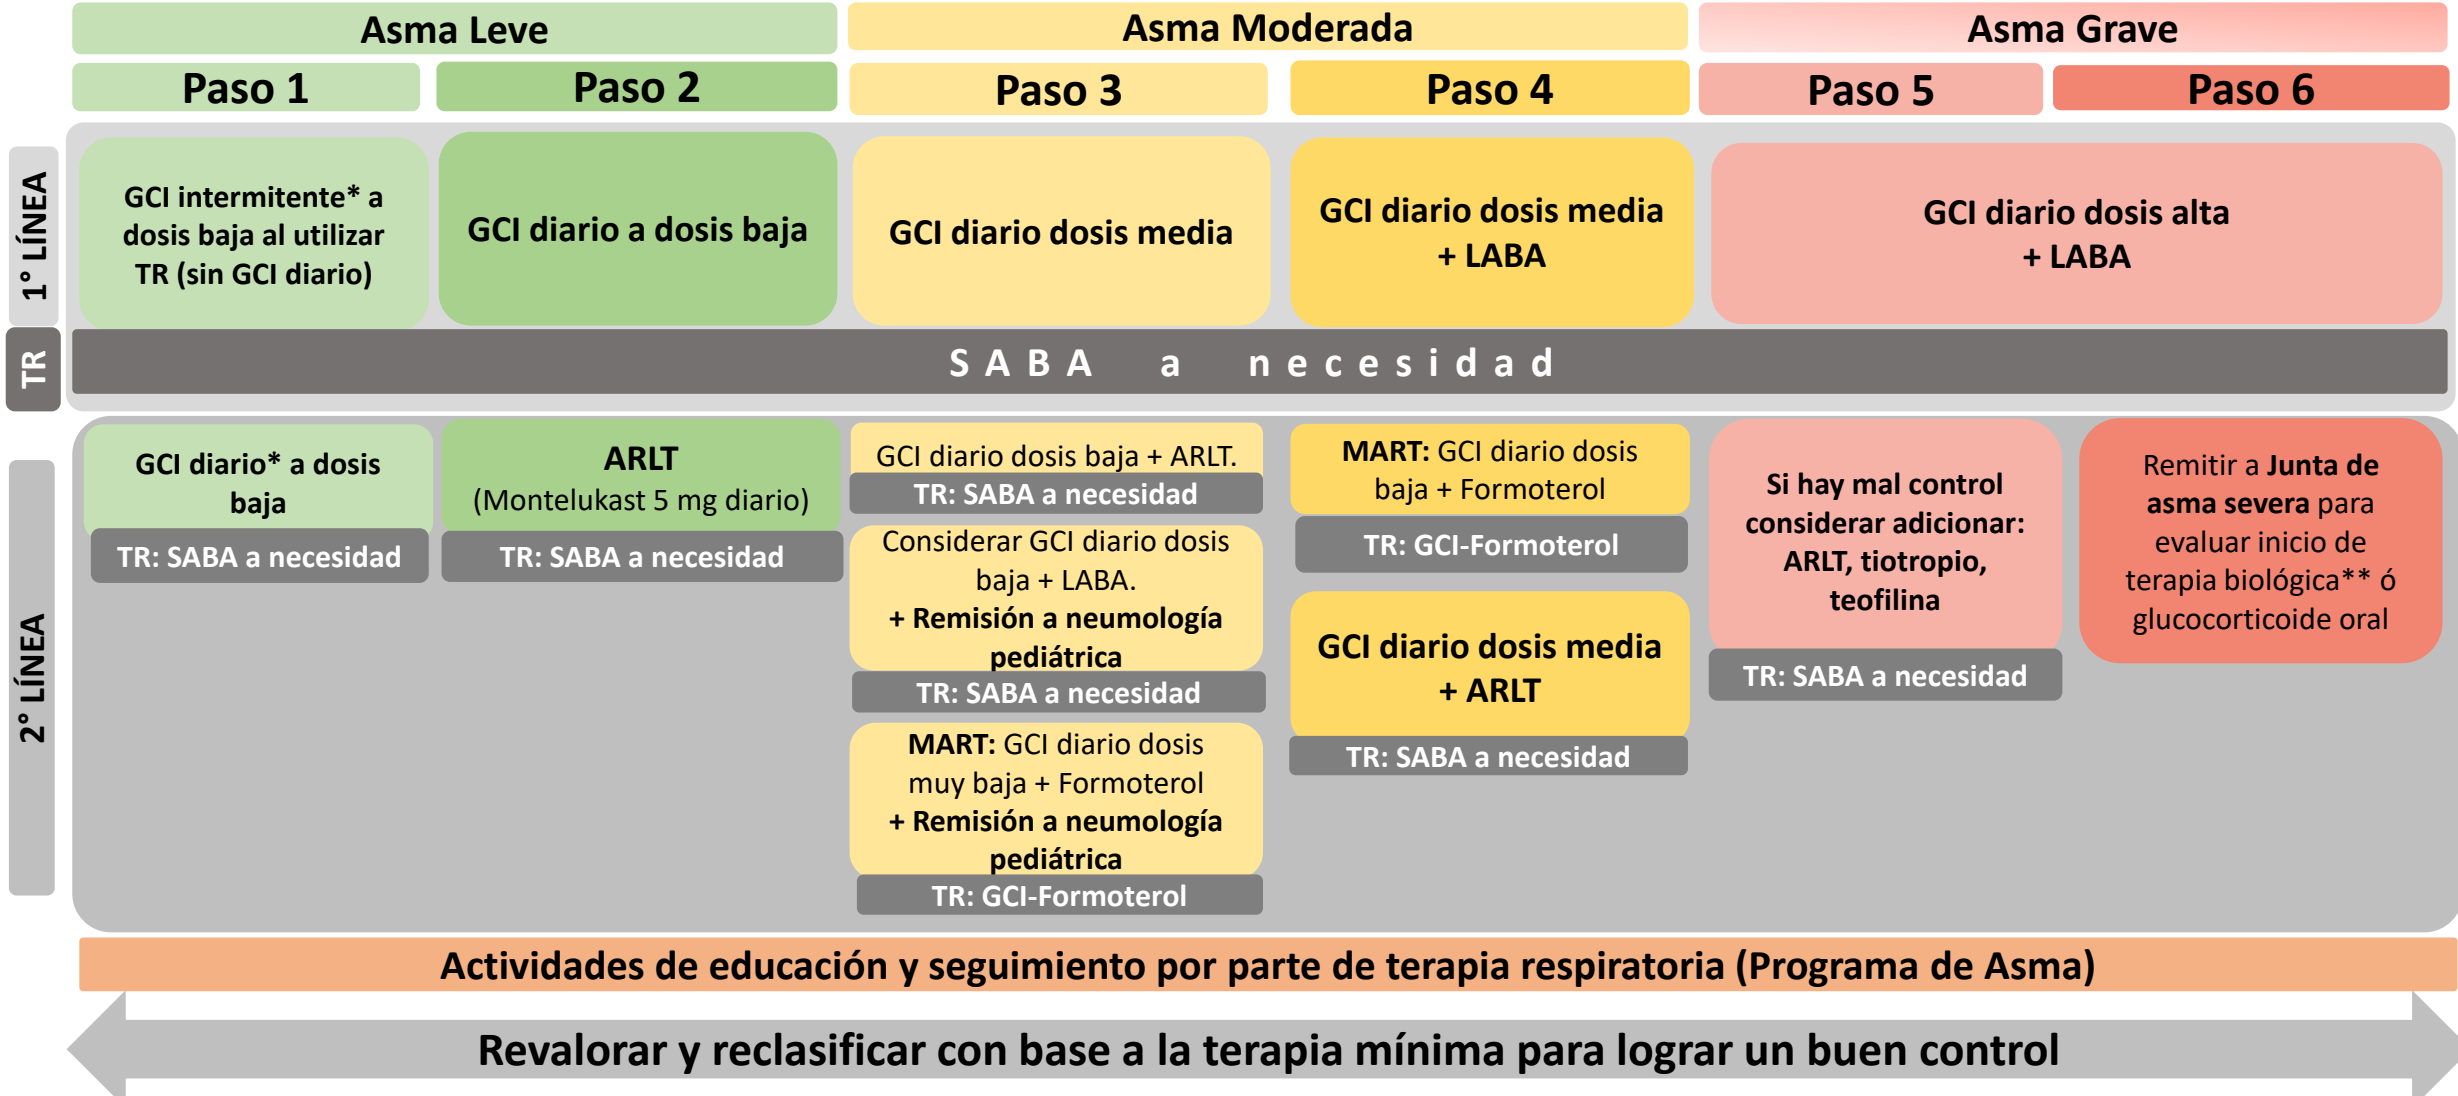 Asma Leve
Asma Moderada
Asma Grave
Paso 1
Paso 2
Paso 3
Paso 4
Paso 5
Paso 6
1° LÍNEA
GCI intermitente* a
dosis baja al utilizar
TR (sin GCI diario)
GCI diario a dosis baja
GCI diario dosis media
GCI diario dosis media
+ LABA
GCI diario dosis alta
+ LABA
TR
SABA a necesidad
2° LÍNEA
GCI diario* a dosis
baja
TR: SABA a necesidad
ARLT
(Montelukast 5 mg diario)
TR: SABA a necesidad
GCI diario dosis baja + ARLT.
TR: SABA a necesidad
Considerar GCI diario dosis
baja + LABA.
+ Remisión a neumología
pediátrica
TR: SABA a necesidad
MART: GCI diario dosis
muy baja + Formoterol
+ Remisión a neumología
pediátrica
TR: GCI-Formoterol
MART: GCI diario dosis
baja + Formoterol
TR: GCI-Formoterol
GCI diario dosis media
+ ARLT
TR: SABA a necesidad
Si hay mal control
considerar adicionar:
ARLT, tiotropio,
teofilina
TR: SABA a necesidad
Remitir a Junta de
asma severa para
evaluar inicio de
terapia biológica** ó
glucocorticoide oral
Actividades de educación y seguimiento por parte de terapia respiratoria (Programa de Asma)
Revalorar y reclasificar con base a la terapia mínima para lograr un buen control